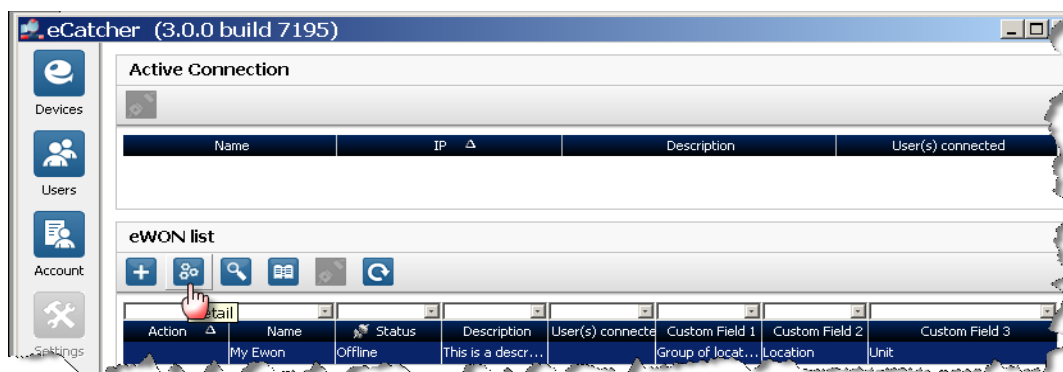 eCatcher (3.0.0 build 7195)
Devices
Users
Account
Settings
Active Connection
Name IP Description User(s) connected
eWON list
etail
Action Name Status Description User(s) connecte Custom Field 1 Custom Field 2 Custom Field 3
My Ewon Offline This is a descr... Group of locat... Location Unit